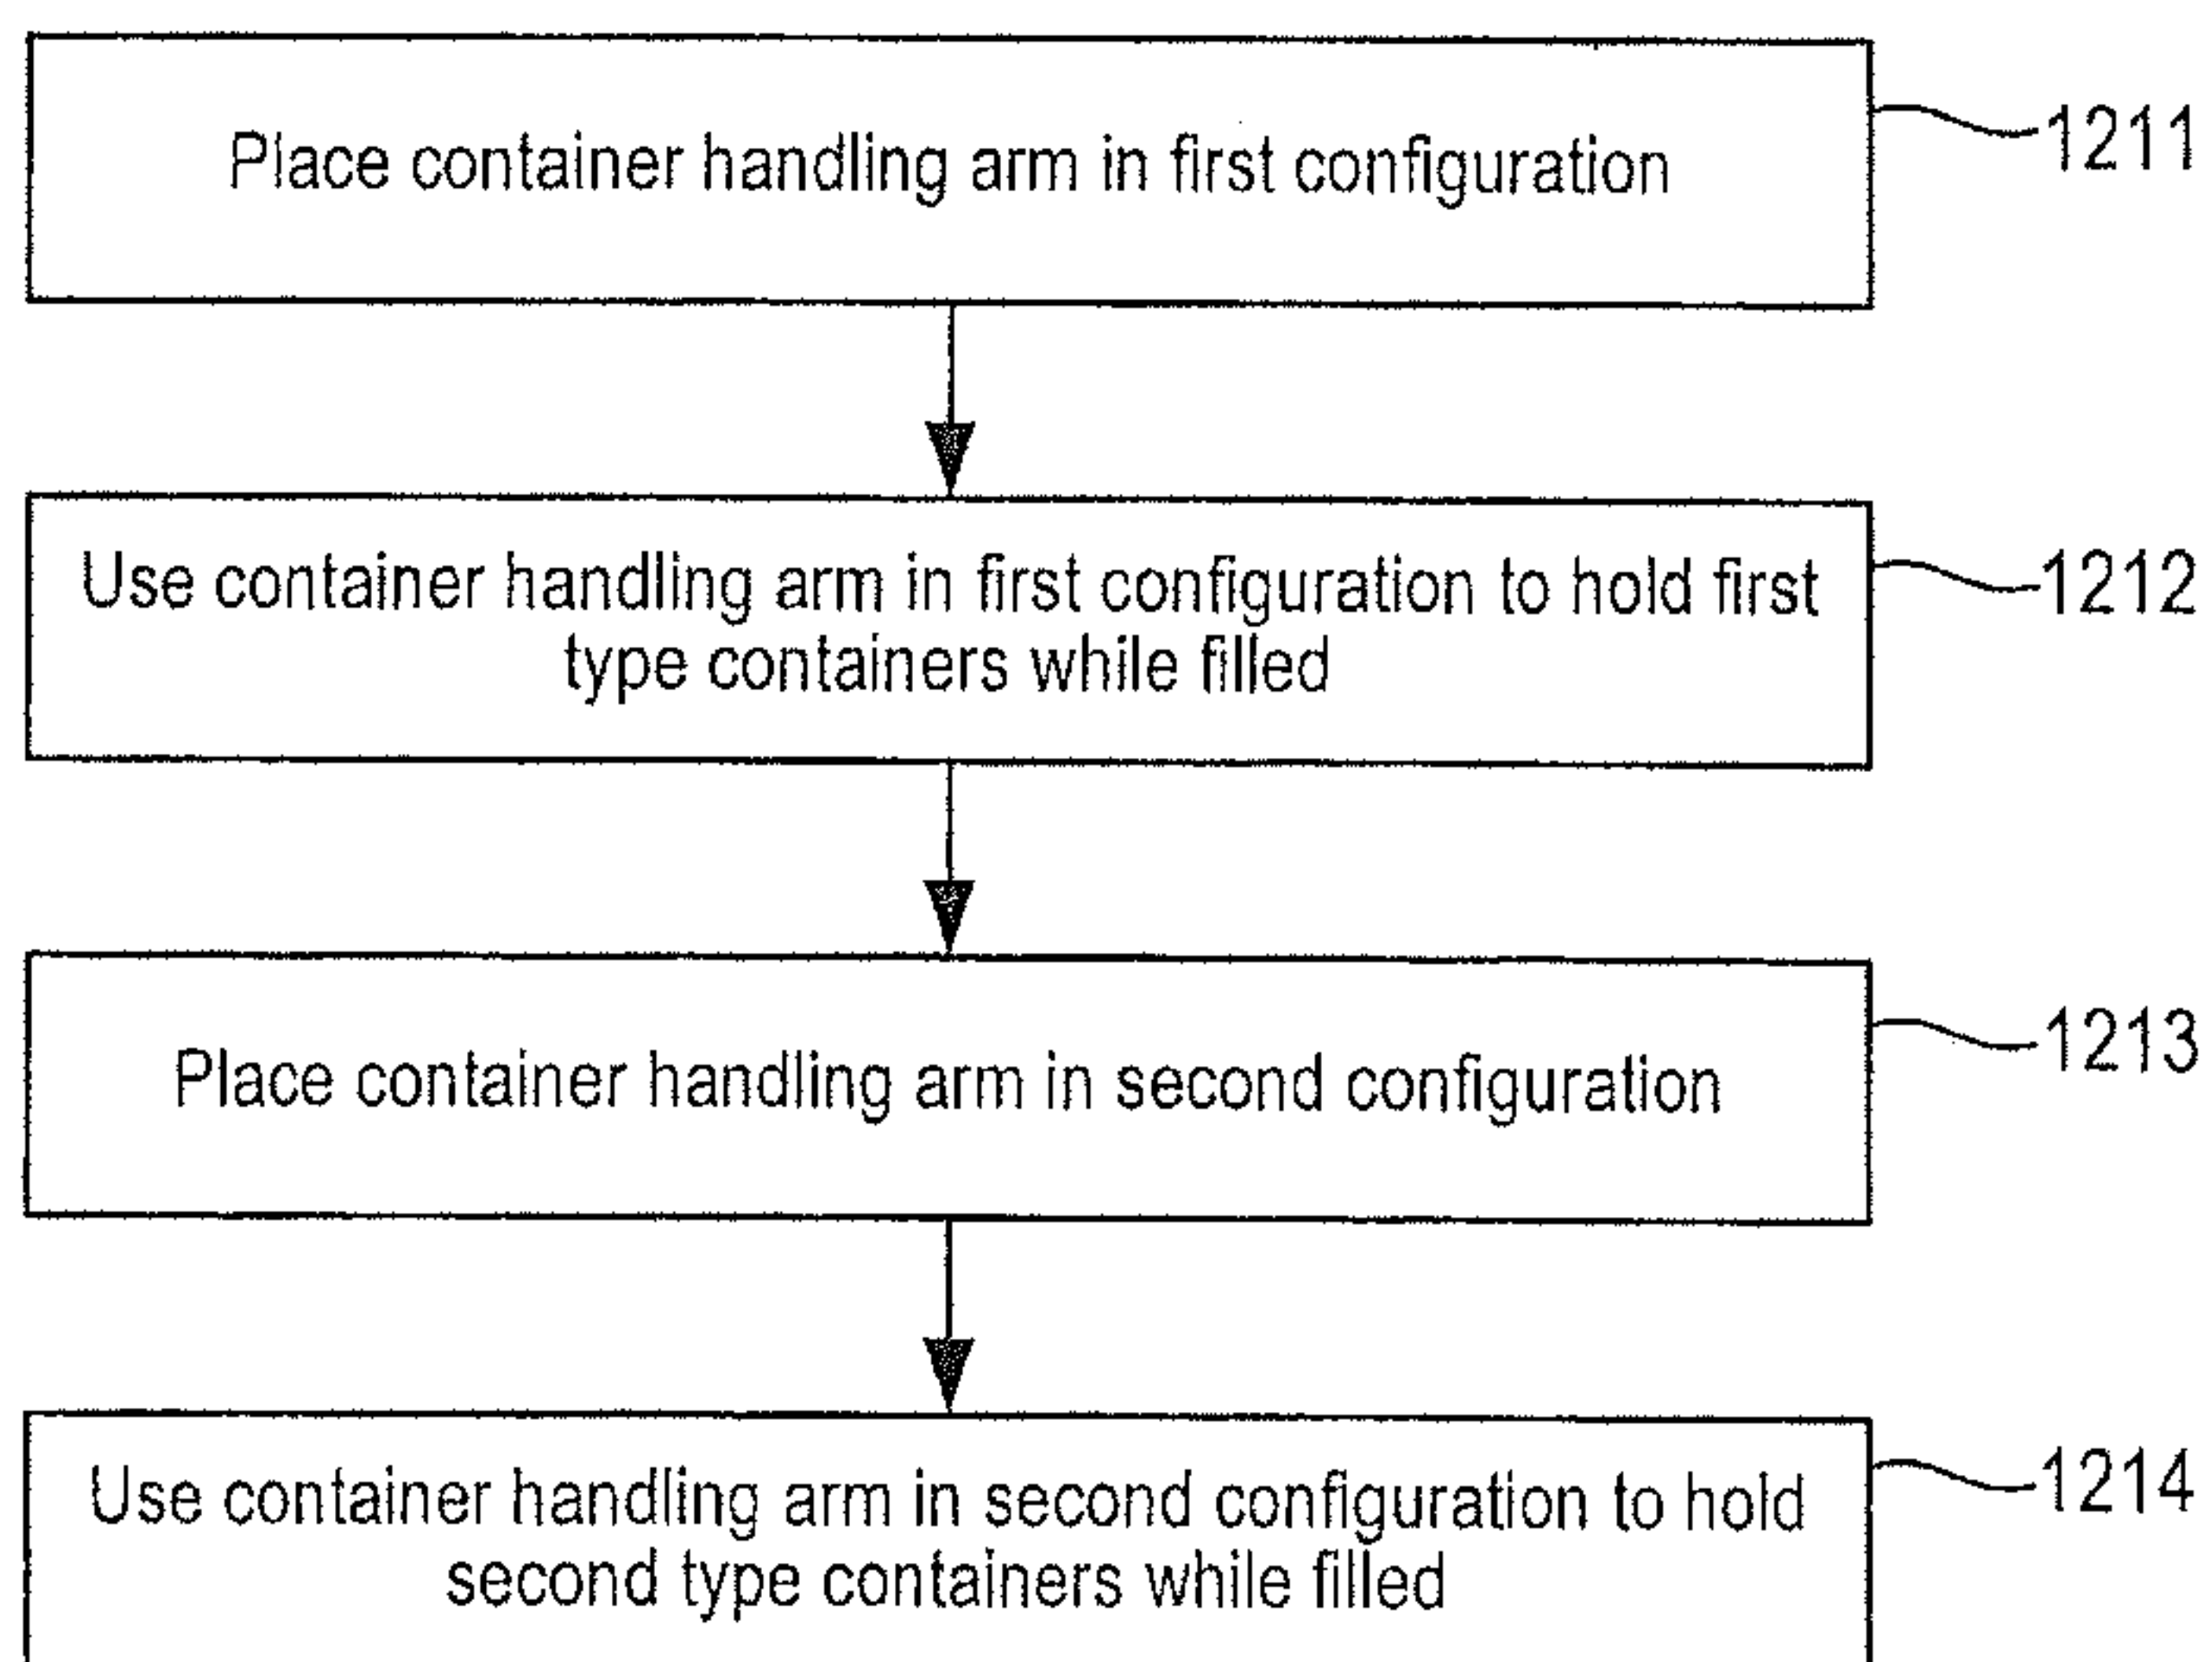 Place container handling arm in first configuration
1211
Use container handling arm in first configuration to hold first
type containers while filled
1212
Place container handling arm in second configuration
1213
Use container handling arm in second configuration to hold
second type containers while filled
1214